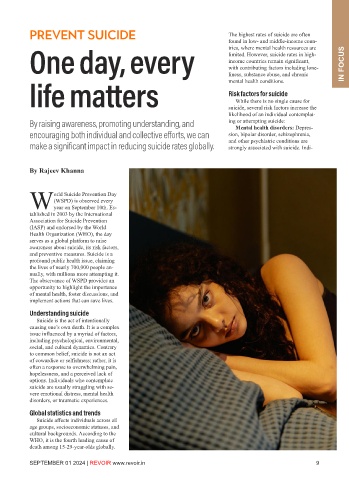 PREVENT SUICIDE
One day, every
life matters
By raising awareness, promoting understanding, and
encouraging both individual and collective efforts, we can
make a significant impact in reducing suicide rates globally.
By Rajeev Khanna
World Suicide Prevention Day
(WSPD) is observed every
year on September 10th. Es-
tablished in 2003 by the International
Association for Suicide Prevention
(IASP) and endorsed by the World
Health Organization (WHO), the day
serves as a global platform to raise
awareness about suicide, its risk factors,
and preventive measures. Suicide is a
profound public health issue, claiming
the lives of nearly 700,000 people an-
nually, with millions more attempting it.
The observance of WSPD provides an
opportunity to highlight the importance
of mental health, foster discussions, and
implement actions that can save lives.
Understanding suicide
Suicide is the act of intentionally
causing one's own death. It is a complex
issue influenced by a myriad of factors,
including psychological, environmental,
social, and cultural dynamics. Contrary
to common belief, suicide is not an act
of cowardice or selfishness; rather, it is
often a response to overwhelming pain,
hopelessness, and a perceived lack of
options. Individuals who contemplate
suicide are usually struggling with se-
vere emotional distress, mental health
disorders, or traumatic experiences.
Global statistics and trends
Suicide affects individuals across all
age groups, socioeconomic statuses, and
cultural backgrounds. According to the
WHO, it is the fourth leading cause of
death among 15-29-year-olds globally.
The highest rates of suicide are often
found in low- and middle-income coun-
tries, where mental health resources are
limited. However, suicide rates in high-
income countries remain significant,
with contributing factors including lone-
liness, substance abuse, and chronic
mental health conditions.
Risk factors for suicide
While there is no single cause for
suicide, several risk factors increase the
likelihood of an individual contemplat-
ing or attempting suicide:
Mental health disorders: Depres-
sion, bipolar disorder, schizophrenia,
and other psychiatric conditions are
strongly associated with suicide. Indi-
IN FOCUS
SEPTEMBER 01 2024 | REVOIR www.revoir.in
9